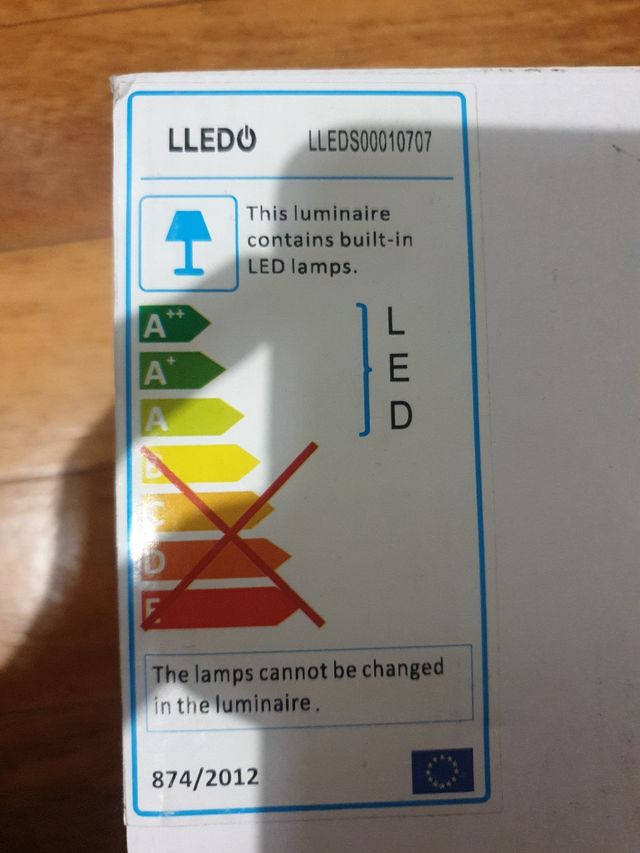 LLEDO LLEDS00010707
This luminaire
contains built-in
LED lamps.
A++
A+
A
B
C
D
E
L
E
D
The lamps cannot be changed
in the luminaire.
874/2012